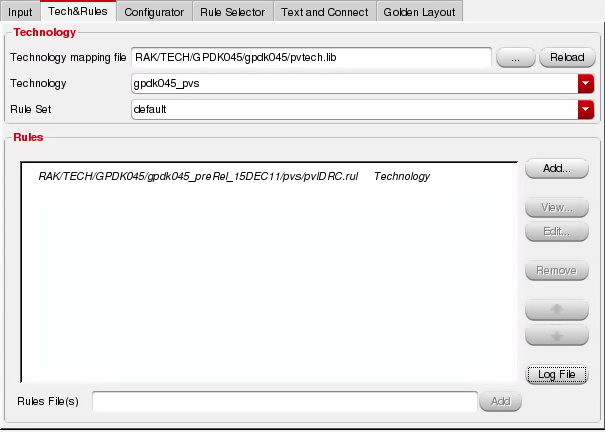 Input Tech&Rules Configurator Rule Selector Text and Connect Golden Layout
Technology
Technology mapping file RAK/TECH/GPDK045/gpdk045/pvtech.lib ... Reload
Technology gpdk045_pvs
Rule Set default
Rules
RAK/TECH/GPDK045/gpdk045_preRel_15DEC11/pvs/pvlDRC.rul Technology
Add...
View...
Edit...
Remove
Log File
Rules File(s) Add